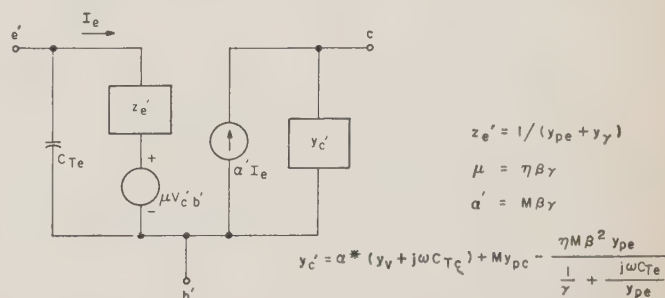 e'
I_e
c
z_e'
y_c'
C_Te
+
μV_c'b'
-
α'I_e
b'
z_e' = 1/(y_pe + y_γ)
μ = ηβγ
α' = Mβγ
y_c' = α* (y_v + jωC_Tc) + My_pc - ηMβ² y_pe / (1/γ + jωC_Te/y_pe)